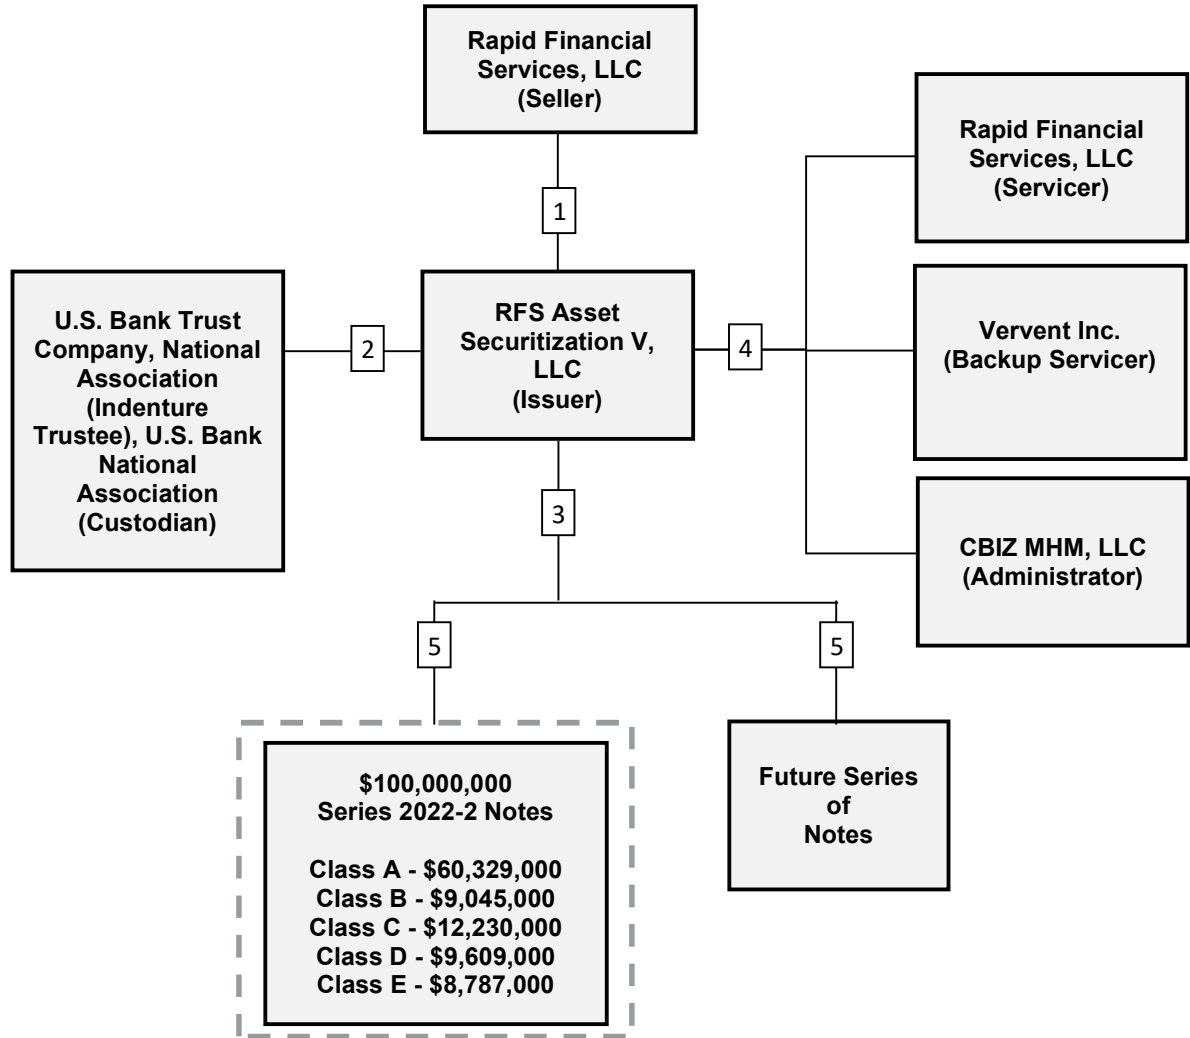 Rapid Financial
Services, LLC
(Seller)
1
Rapid Financial
Services, LLC
(Servicer)
U.S. Bank Trust
Company, National
Association
(Indenture
Trustee), U.S. Bank
National
Association
(Custodian)
2
RFS Asset
Securitization V,
LLC
(Issuer)
4
Vervent Inc.
(Backup Servicer)
3
CBIZ MHM, LLC
(Administrator)
5
5
$100,000,000
Series 2022-2 Notes
Class A - $60,329,000
Class B - $9,045,000
Class C - $12,230,000
Class D - $9,609,000
Class E - $8,787,000
Future Series
of
Notes